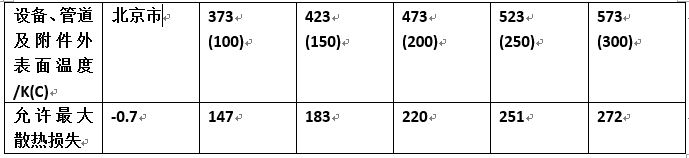 设备、管道 北京市 373 423 473 523 573
及附件外 (100) (150) (200) (250) (300)
表面温度
/K(C)
允许最大 -0.7 147 183 220 251 272
散热损失